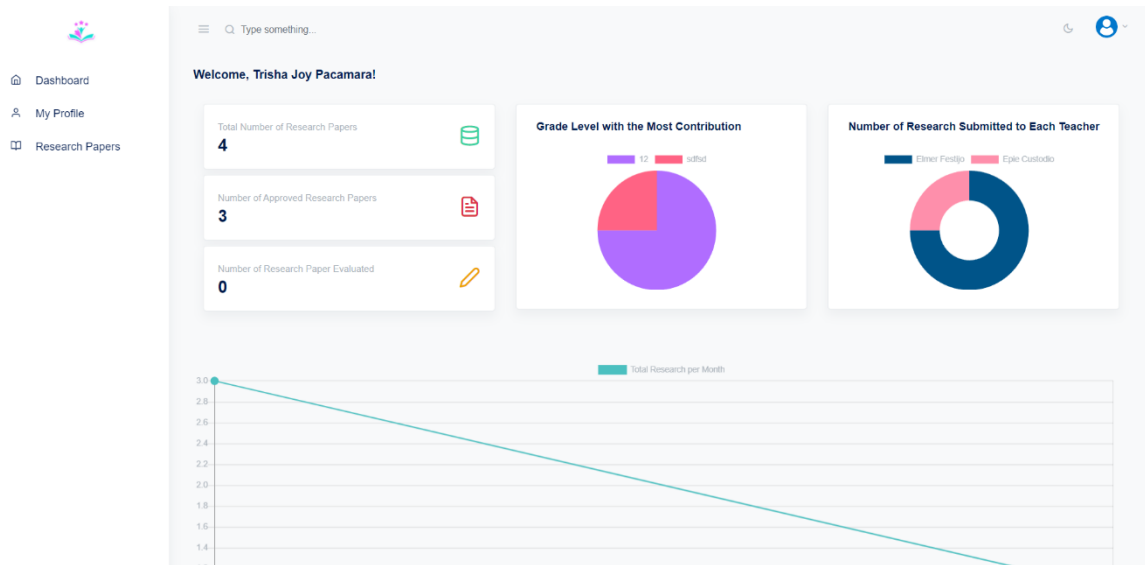 Type something...
Dashboard
My Profile
Research Papers
Welcome, Trisha Joy Pacamara!
Total Number of Research Papers
4
Number of Approved Research Papers
3
Number of Research Paper Evaluated
0
Grade Level with the Most Contribution
12 sdfsd
Number of Research Submitted to Each Teacher
Elmer Festijo Epie Custodio
Total Research per Month
3.0
2.8
2.6
2.4
2.2
2.0
1.8
1.6
1.4